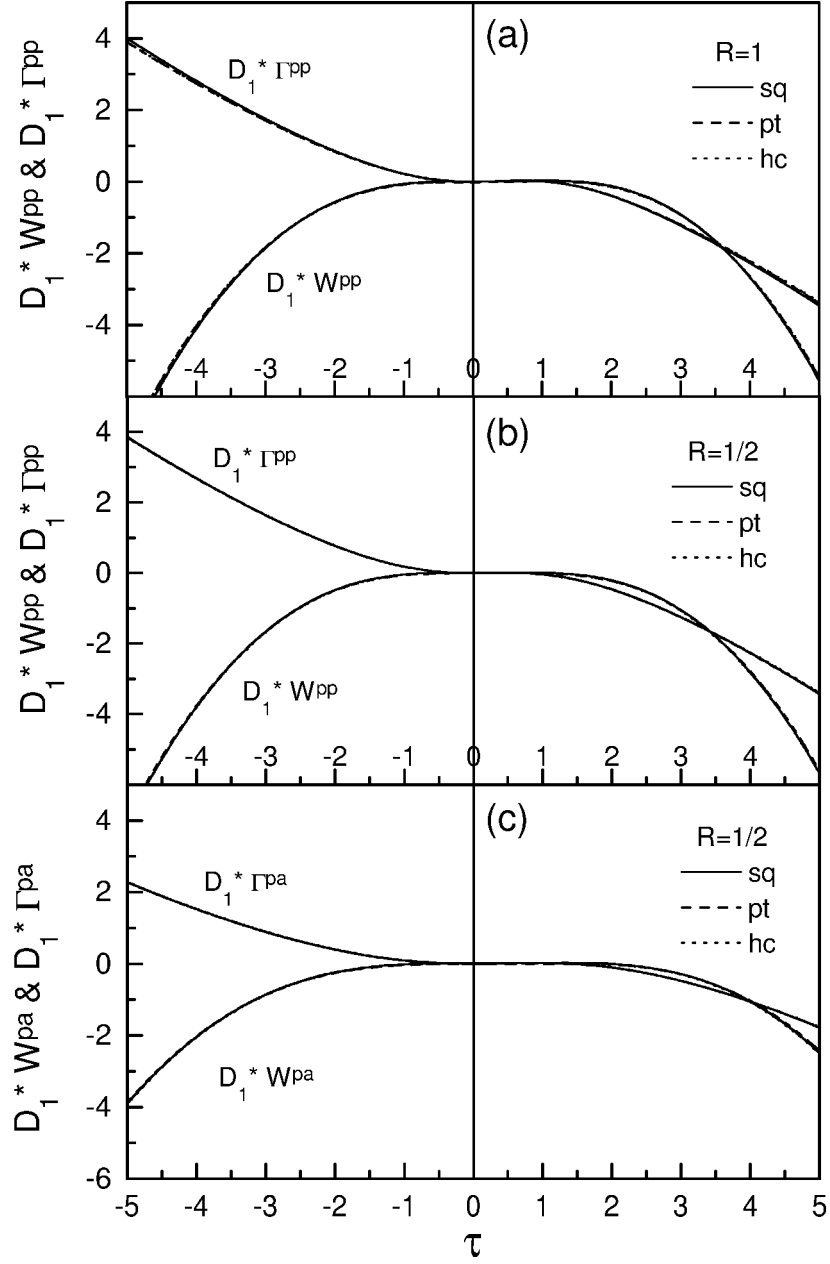 (a)
D₁* Wᵖᵖ & D₁* Γᵖᵖ
4
2
0
-2
-4
D₁* Γᵖᵖ
D₁* Wᵖᵖ
R=1
sq
pt
hc
-4 -3 -2 -1 0 1 2 3 4
(b)
D₁* Wᵖᵖ & D₁* Γᵖᵖ
4
2
0
-2
-4
D₁* Γᵖᵖ
D₁* Wᵖᵖ
R=1/2
sq
pt
hc
-4 -3 -2 -1 0 1 2 3 4
(c)
D₁* Wᵖᵃ & D₁* Γᵖᵃ
4
2
0
-2
-4
-6
D₁* Γᵖᵃ
D₁* Wᵖᵃ
R=1/2
sq
pt
hc
-5 -4 -3 -2 -1 0 1 2 3 4 5
τ